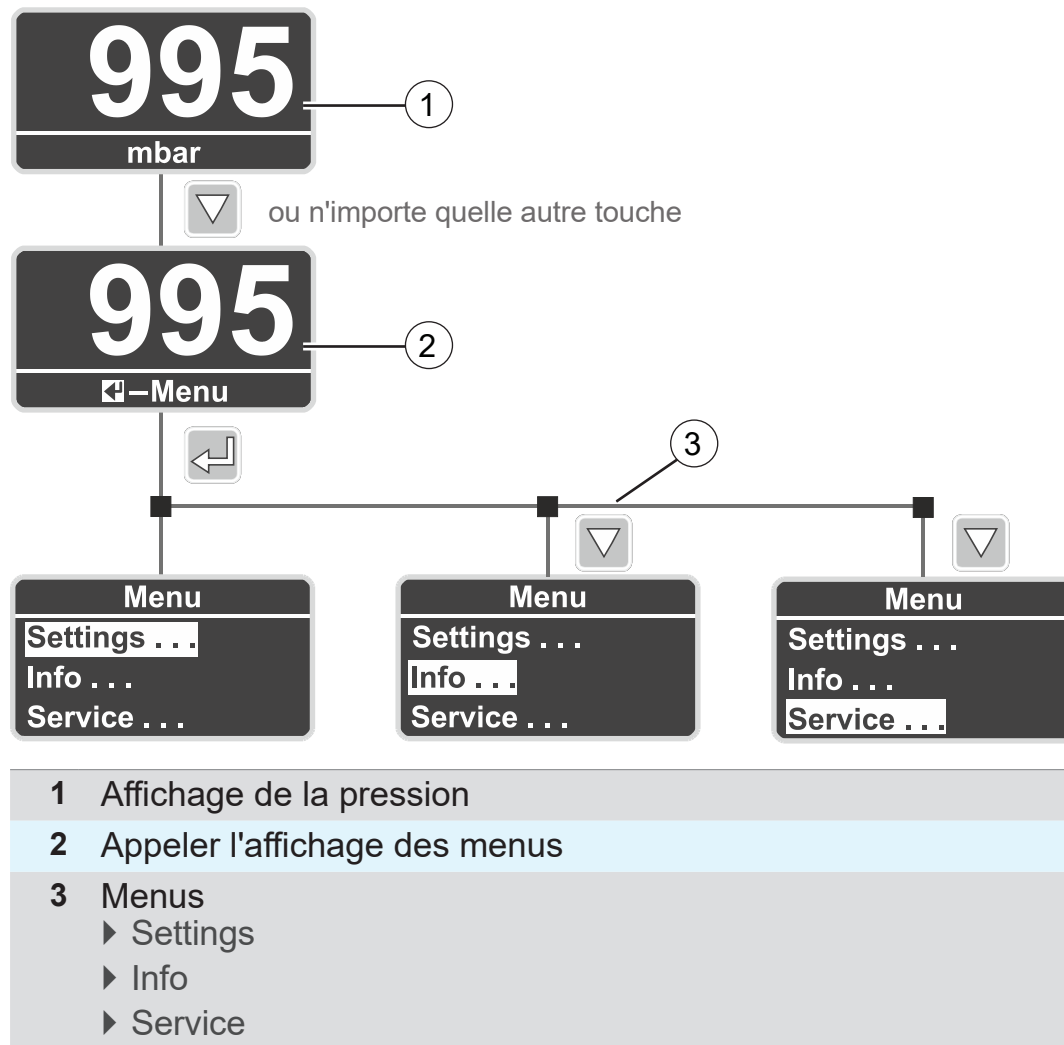 995
1
mbar
ou n'importe quelle autre touche
995
2
–Menu
3
Menu
Settings . . .
Info . . .
Service . . .
Menu
Settings . . .
Info . . .
Service . . .
Menu
Settings . . .
Info . . .
Service . . .
1 Affichage de la pression
2 Appeler l'affichage des menus
3 Menus
Settings
Info
Service